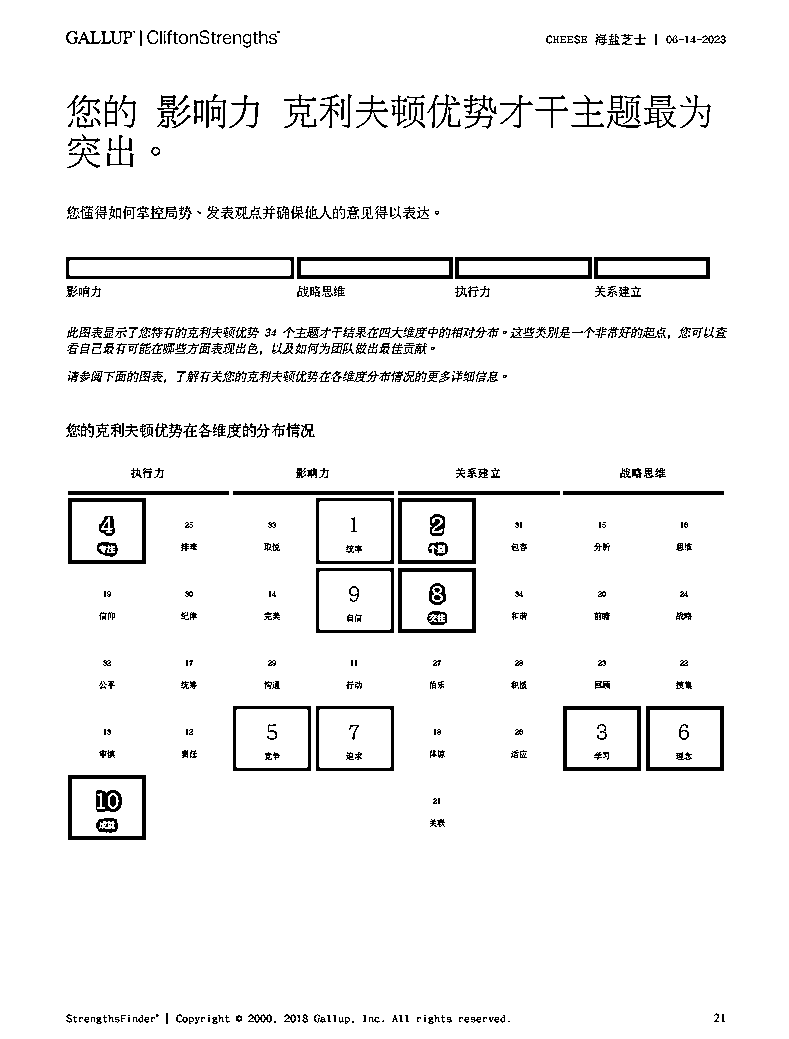 GALLUP® | CliftonStrengths®
CHEESE 海盐芝士 | 06-14-2023
您的 影响力 克利夫顿优势才干主题最为
突出。
您懂得如何掌控局势、发表观点并确保他人的意见得以表达。
影响力 战略思维 执行力 关系建立
此图表显示了您特有的克利夫顿优势 34 个主题才干结果在四大维度中的相对分布。这些类别是一个非常好的起点，您可以查
看自己最有可能在哪些方面表现出色，以及如何为团队做出最佳贡献。
请参阅下面的图表，了解有关您的克利夫顿优势在各维度分布情况的更多详细信息。
您的克利夫顿优势在各维度的分布情况
执行力 影响力 关系建立 战略思维
4 25 33 1 2 31 15 16
专注 排难 取悦 统率 个别 包容 分析 思维
19 30 14 9 8 34 20 24
信仰 纪律 完美 自信 交往 和谐 前瞻 战略
32 17 29 11 27 28 23 22
公平 统筹 沟通 行动 伯乐 积极 回顾 搜集
13 12 5 7 18 26 3 6
审慎 责任 竞争 追求 体谅 适应 学习 理念
10 21
成就 关联
StrengthsFinder® | Copyright © 2000, 2018 Gallup, Inc. All rights reserved.
21